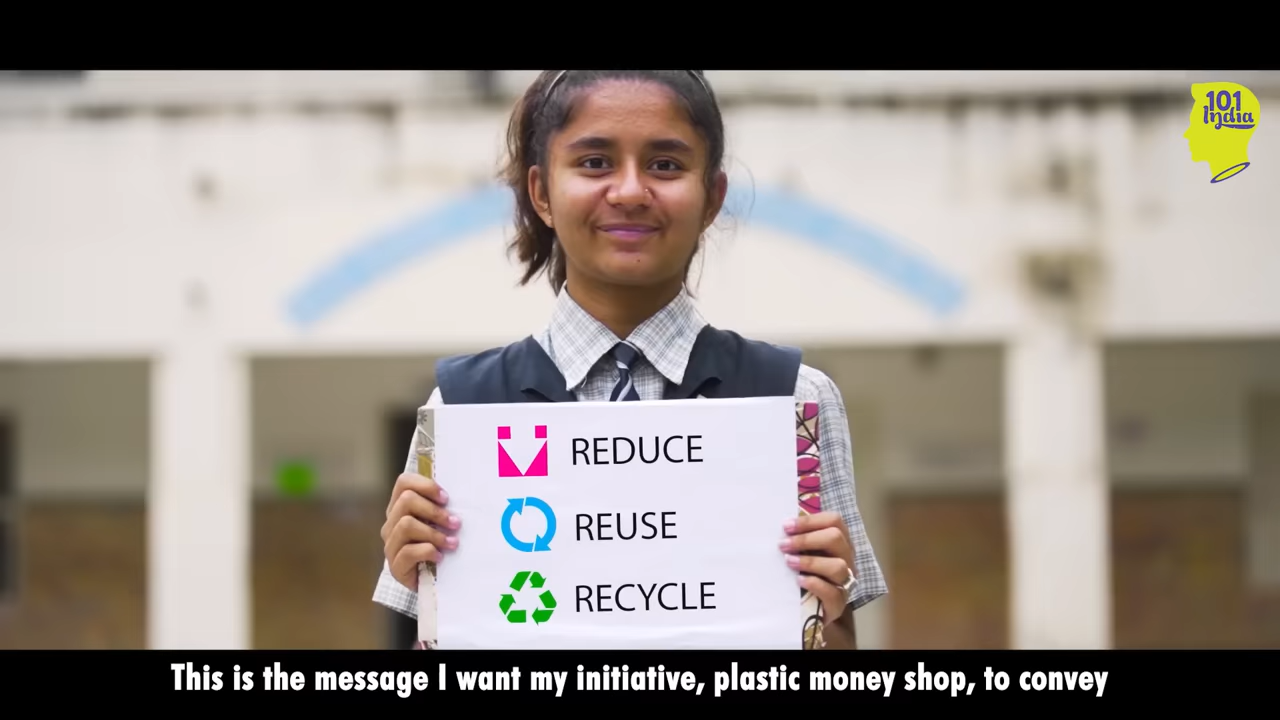 101
India
REDUCE
REUSE
RECYCLE
This is the message I want my initiative, plastic money shop, to convey